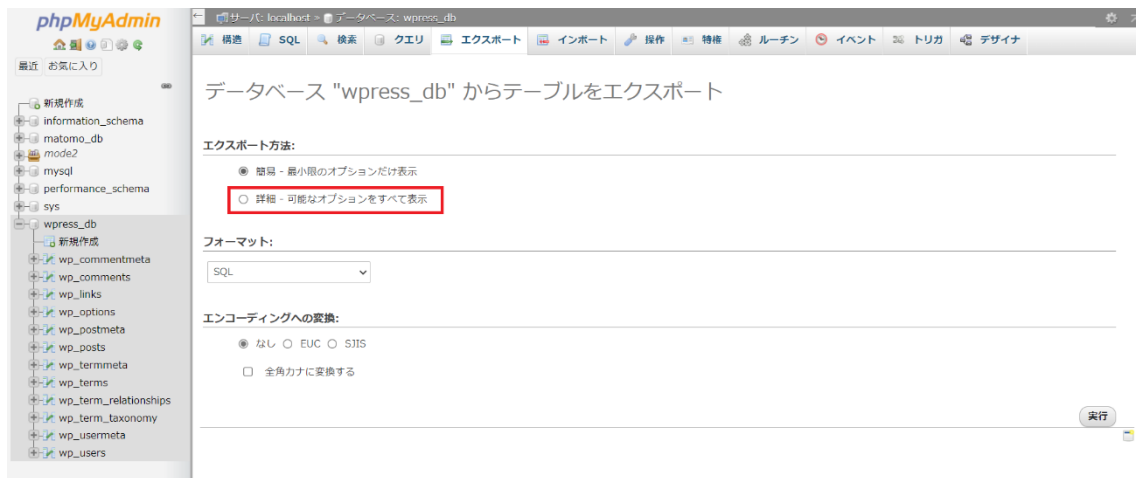 phpMyAdmin
最近 お気に入り
新規作成
information_schema
matomo_db
mode2
mysql
performance_schema
sys
wpress_db
新規作成
wp_commentmeta
wp_comments
wp_links
wp_options
wp_postmeta
wp_posts
wp_termmeta
wp_terms
wp_term_relationships
wp_term_taxonomy
wp_usermeta
wp_users
サーバ: localhost » データベース: wpress_db
構造 SQL 検索 クエリ エクスポート インポート 操作 特権 ルーチン イベント トリガ デザイナ
データベース "wpress_db" からテーブルをエクスポート
エクスポート方法:
簡易 - 最小限のオプションだけ表示
詳細 - 可能なオプションをすべて表示
フォーマット:
SQL
エンコーディングへの変換:
なし EUC SJIS
全角カナに変換する
実行